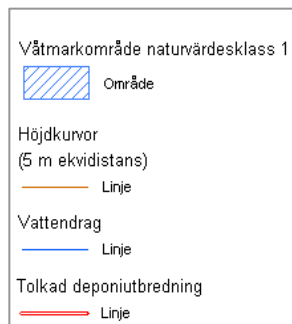 Våtmarkområde naturvärdesklass 1
Område
Höjdkurvor
(5 m ekvidistans)
Linje
Vattendrag
Linje
Tolkad deponiutbredning
Linje